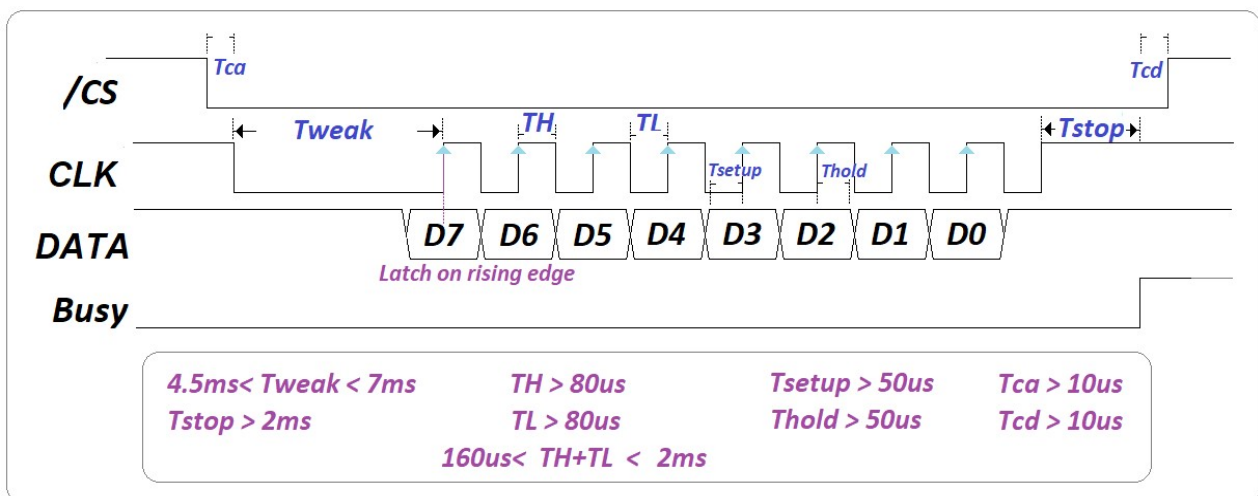 Tca
Tcd
/CS
Tweak
TH
TL
Tstop
CLK
Tsetup
Thold
DATA
D7 D6 D5 D4 D3 D2 D1 D0
Latch on rising edge
Busy
4.5ms< Tweak < 7ms TH > 80us Tsetup > 50us Tca > 10us
Tstop > 2ms TL > 80us Thold > 50us Tcd > 10us
160us< TH+TL < 2ms